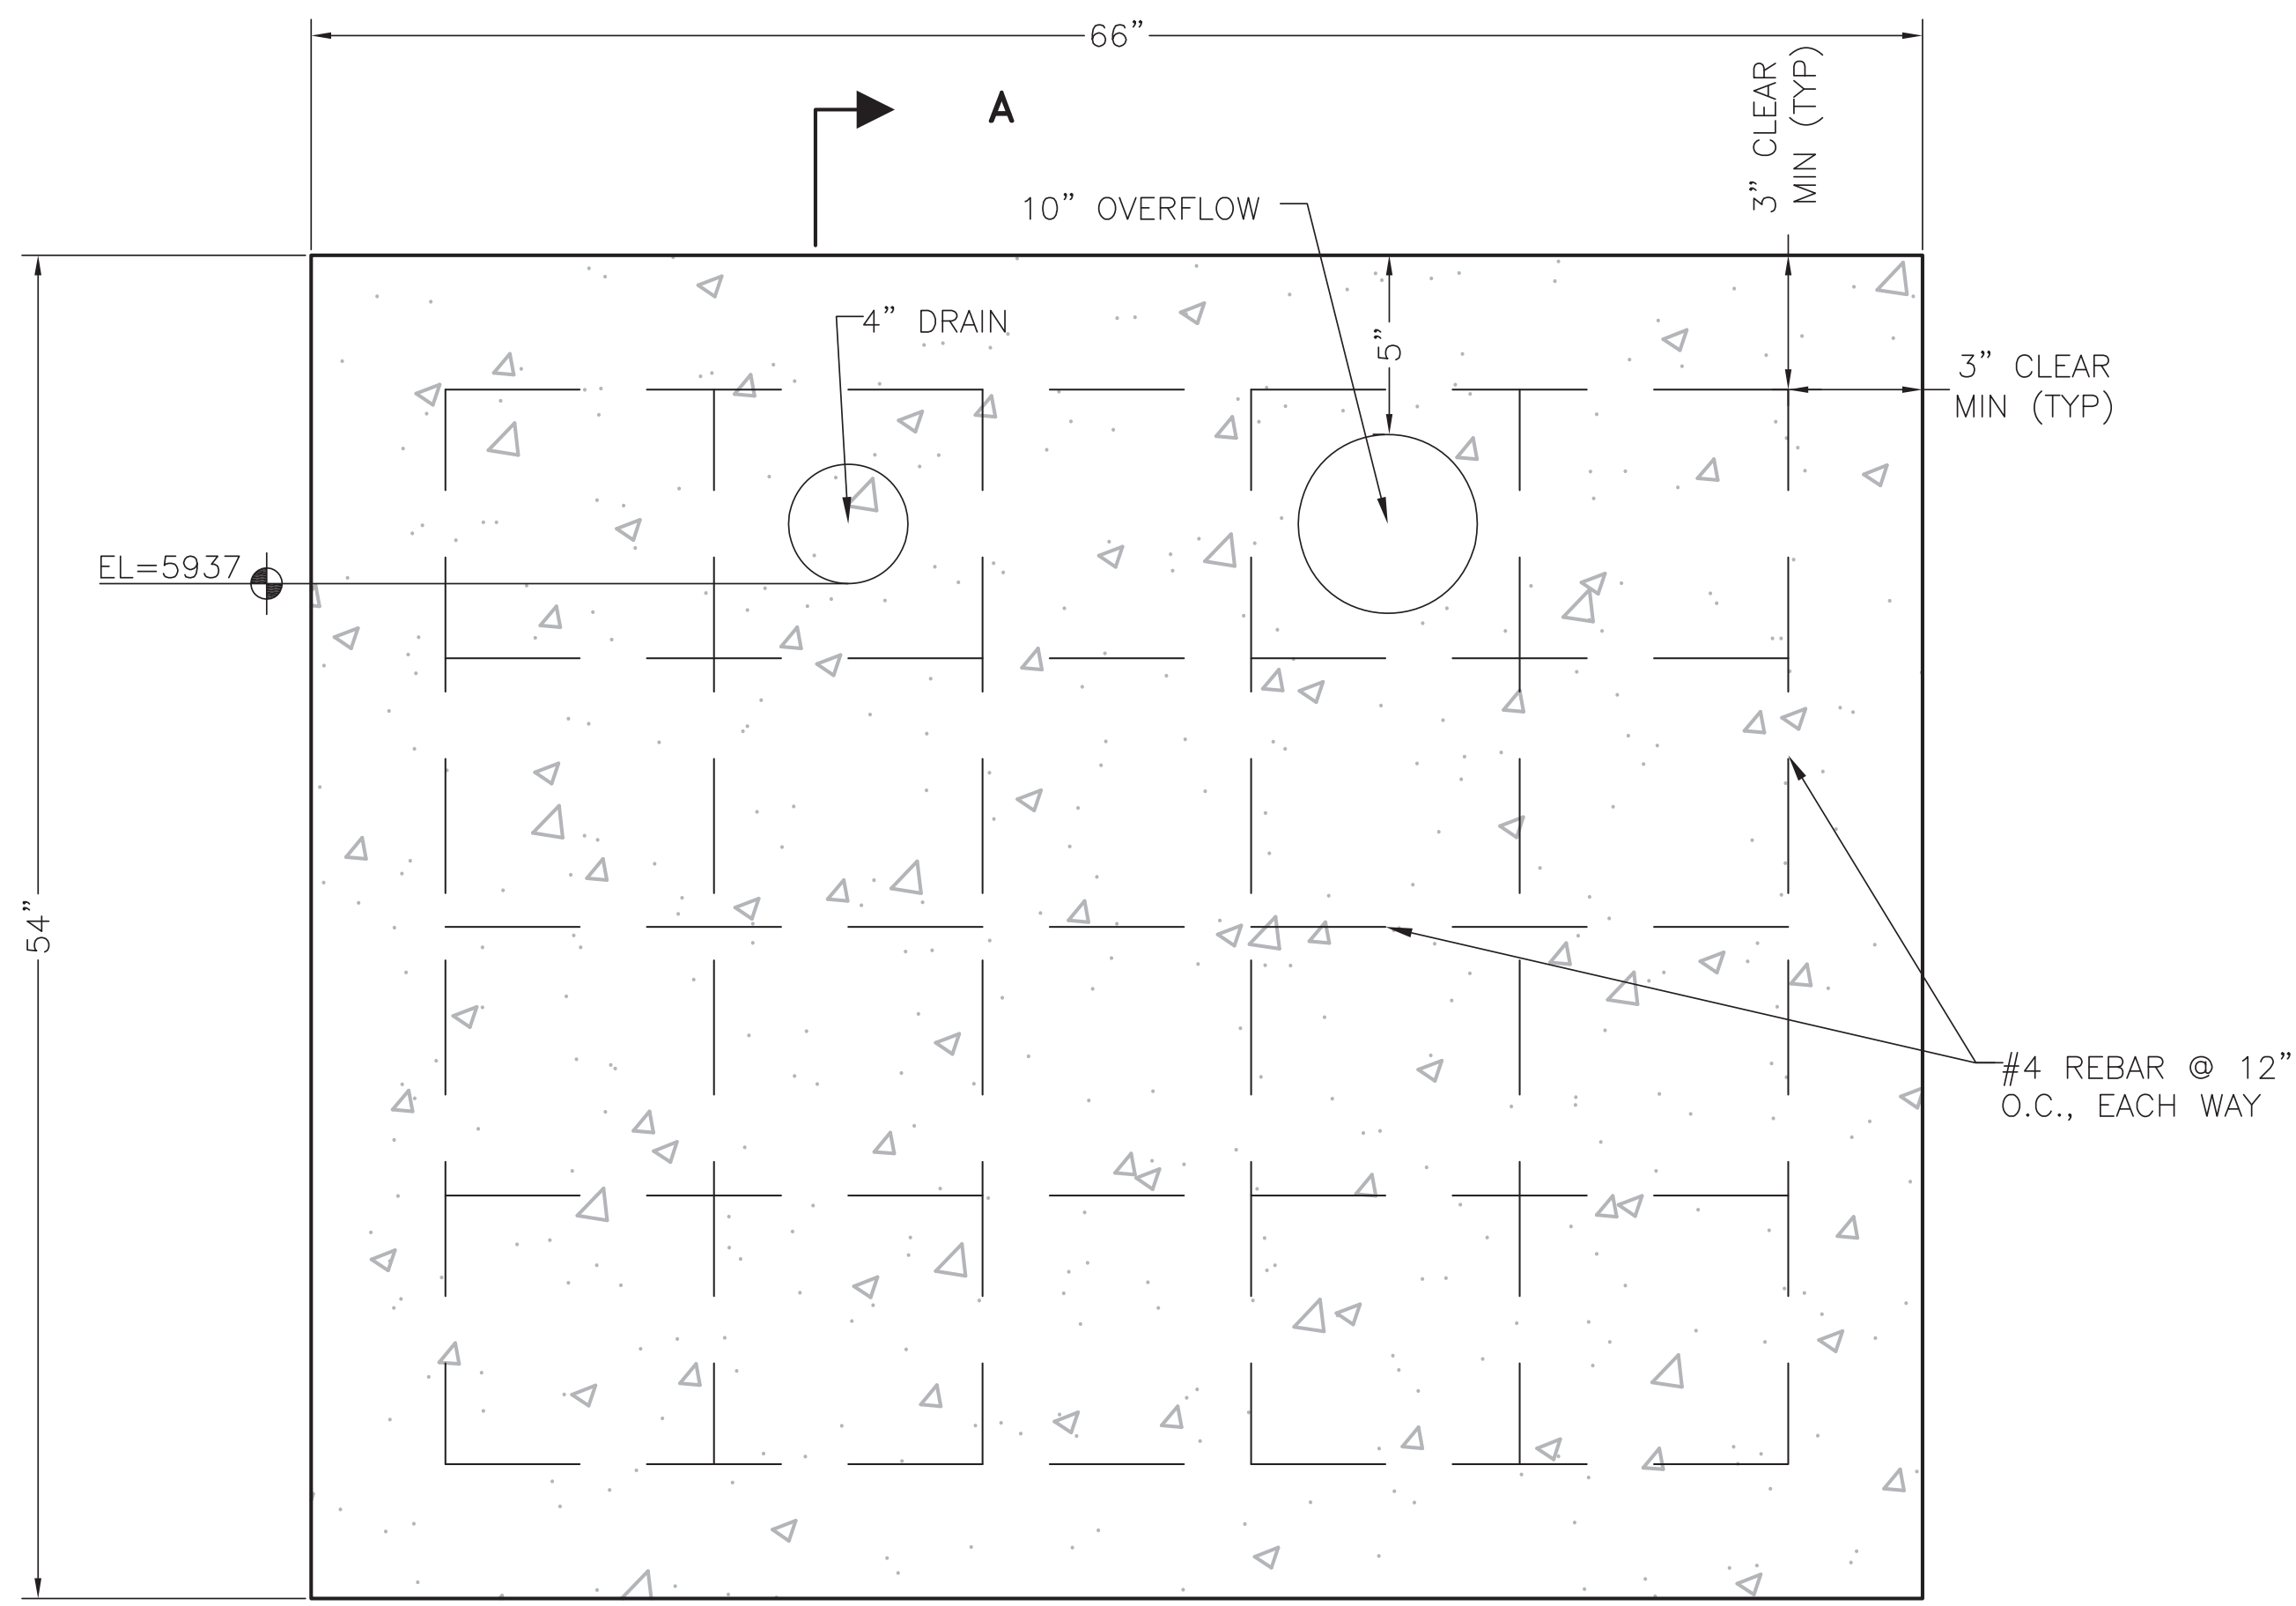 66”
A
3” CLEAR
MIN (TYP)
10” OVERFLOW
4” DRAIN
5”
3” CLEAR
MIN (TYP)
EL=5937
54”
#4 REBAR @ 12”
O.C., EACH WAY